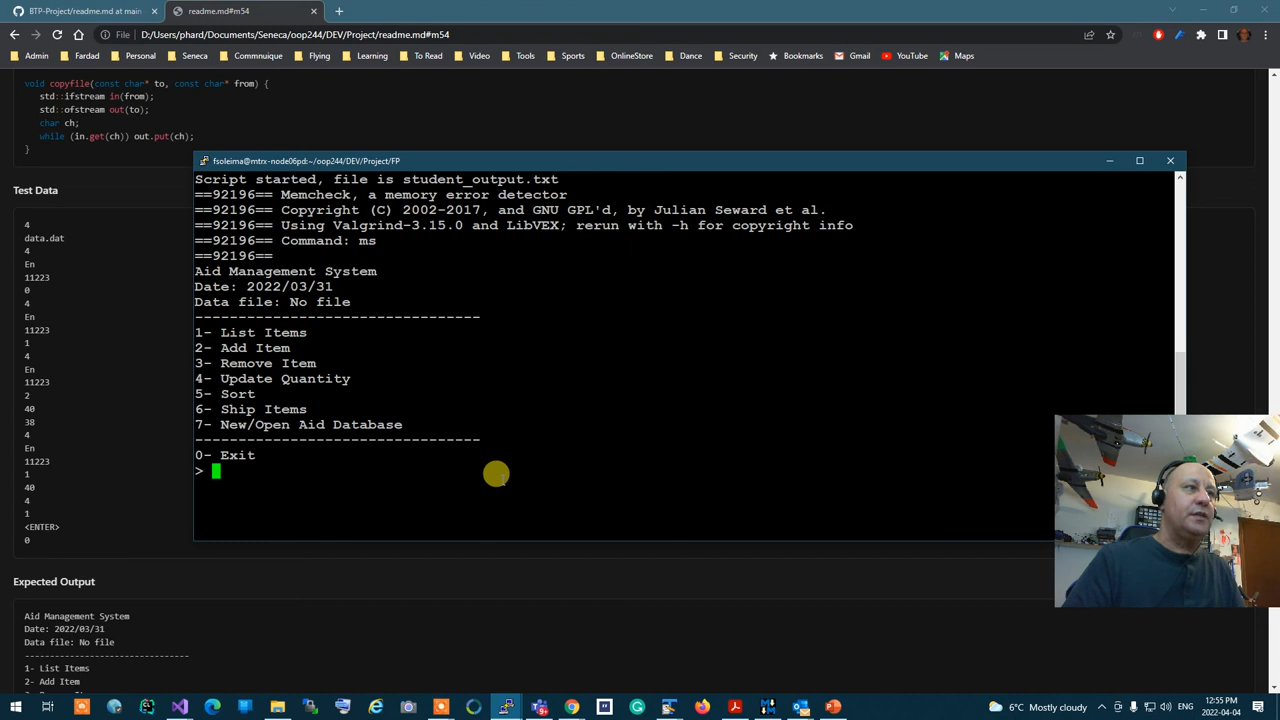 BTP-Project/readme.md at main
readme.md#m54
File
D:/Users/phard/Documents/Seneca/oop244/DEV/Project/readme.md#m54
Admin
Fardad
Personal
Seneca
Commnuique
Flying
Learning
To Read
Video
Tools
Sports
OnlineStore
Dance
Security
Bookmarks
Gmail
YouTube
Maps
void copyfile(const char* to, const char* from) {
std::ifstream in(from);
std::ofstream out(to);
char ch;
while (in.get(ch)) out.put(ch);
}
Test Data
4
data.dat
4
En
11223
0
4
En
11223
1
4
En
11223
2
40
38
4
En
11223
1
40
4
1
<ENTER>
0
Expected Output
Aid Management System
Date: 2022/03/31
Data file: No file
---------------------------------
1- List Items
2- Add Item
fsoleima@mtrx-node06pd:~/oop244/DEV/Project/FP
Script started, file is student_output.txt
==92196== Memcheck, a memory error detector
==92196== Copyright (C) 2002-2017, and GNU GPL'd, by Julian Seward et al.
==92196== Using Valgrind-3.15.0 and LibVEX; rerun with -h for copyright info
==92196== Command: ms
==92196==
Aid Management System
Date: 2022/03/31
Data file: No file
---------------------------------
1- List Items
2- Add Item
3- Remove Item
4- Update Quantity
5- Sort
6- Ship Items
7- New/Open Aid Database
---------------------------------
0- Exit
>
6°C Mostly cloudy
12:55 PM
2022-04-04